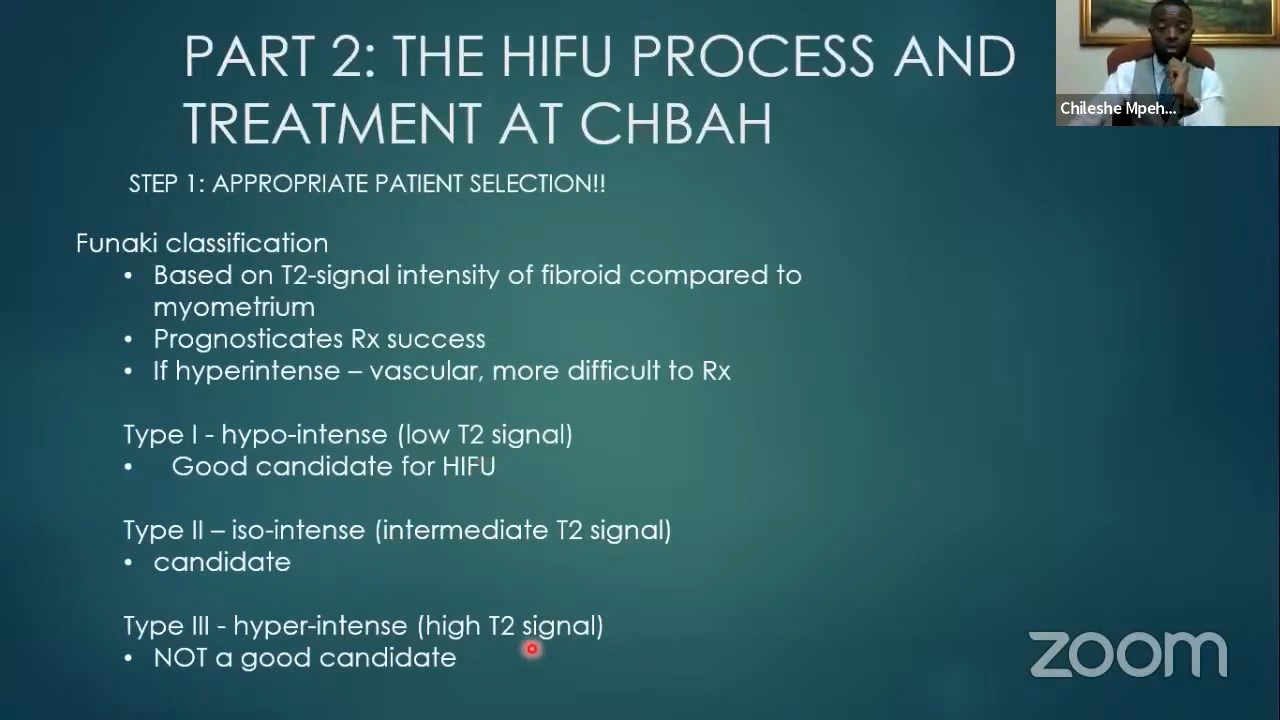 PART 2: THE HIFU PROCESS AND
TREATMENT AT CHBAH
Chileshe Mpeh...
STEP 1: APPROPRIATE PATIENT SELECTION!!
Funaki classification
• Based on T2-signal intensity of fibroid compared to
myometrium
• Prognosticates Rx success
• If hyperintense – vascular, more difficult to Rx
Type I - hypo-intense (low T2 signal)
• Good candidate for HIFU
Type II – iso-intense (intermediate T2 signal)
• candidate
Type III - hyper-intense (high T2 signal)
• NOT a good candidate
zoom